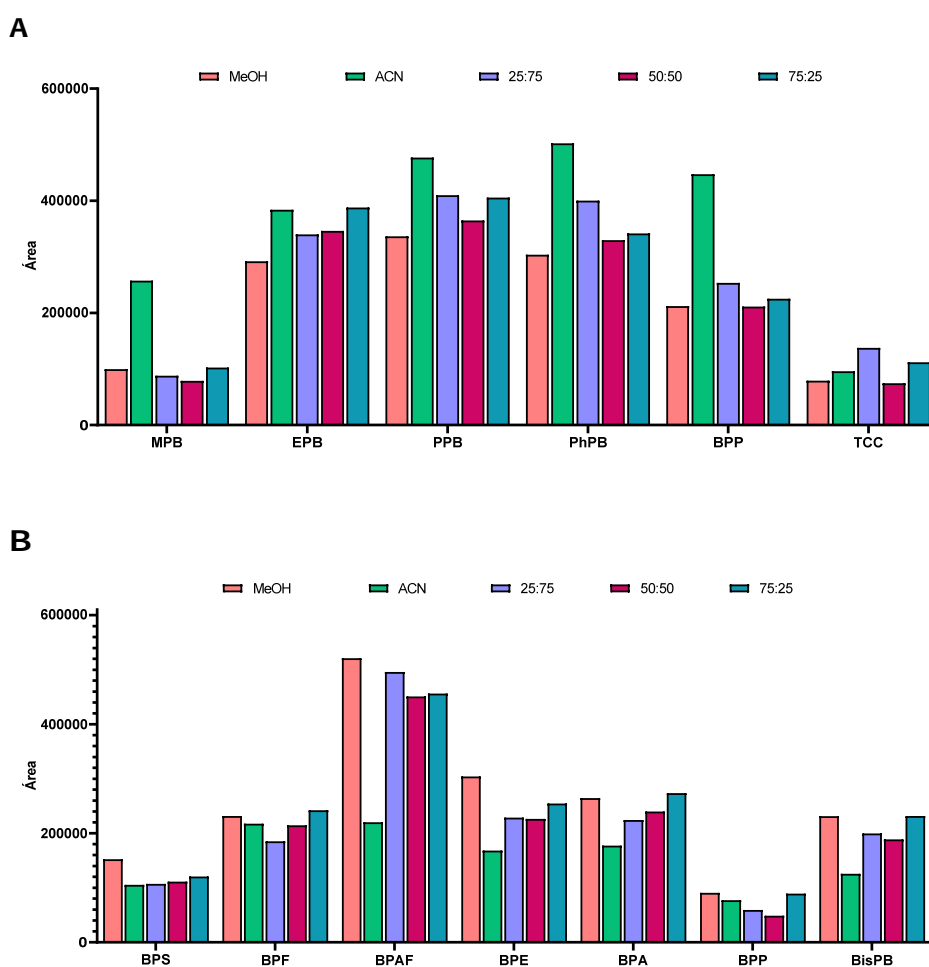 A
MeOH ACN 25:75 50:50 75:25
600000
400000
200000
0
Área
MPB EPB PPB PhPB BPP TCC
B
MeOH ACN 25:75 50:50 75:25
600000
400000
200000
0
Área
BPS BPF BPAF BPE BPA BPP BisPB